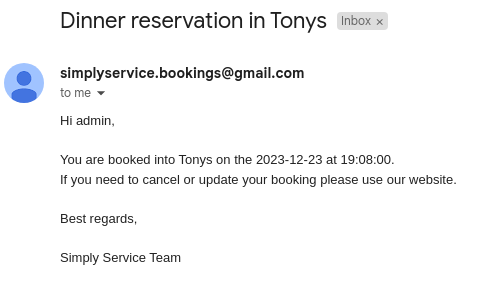 Dinner reservation in Tonys Inbox ×
simplyservice.bookings@gmail.com
to me
Hi admin,
You are booked into Tonys on the 2023-12-23 at 19:08:00.
If you need to cancel or update your booking please use our website.
Best regards,
Simply Service Team